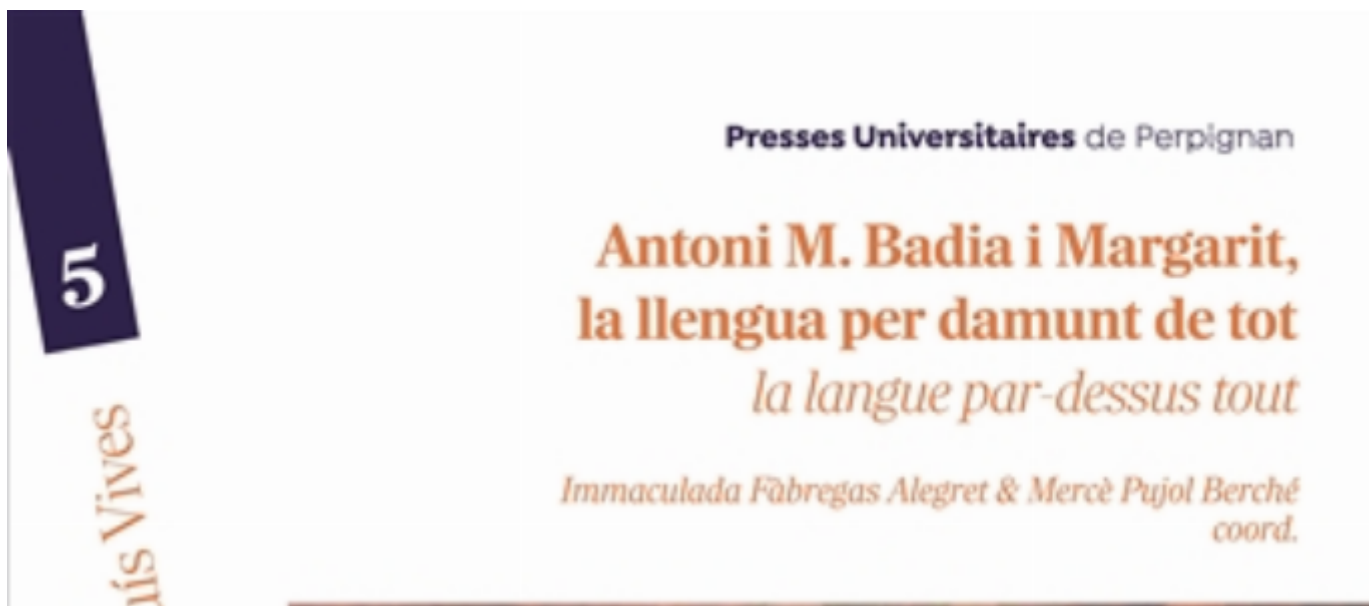 Presses Universitaires de Perpignan
Antoni M. Badia i Margarit,
la llengua per damunt de tot
la langue par-dessus tout
Immaculada Fàbregas Alegret & Mercè Pujol Berché
coord.
5
Vives